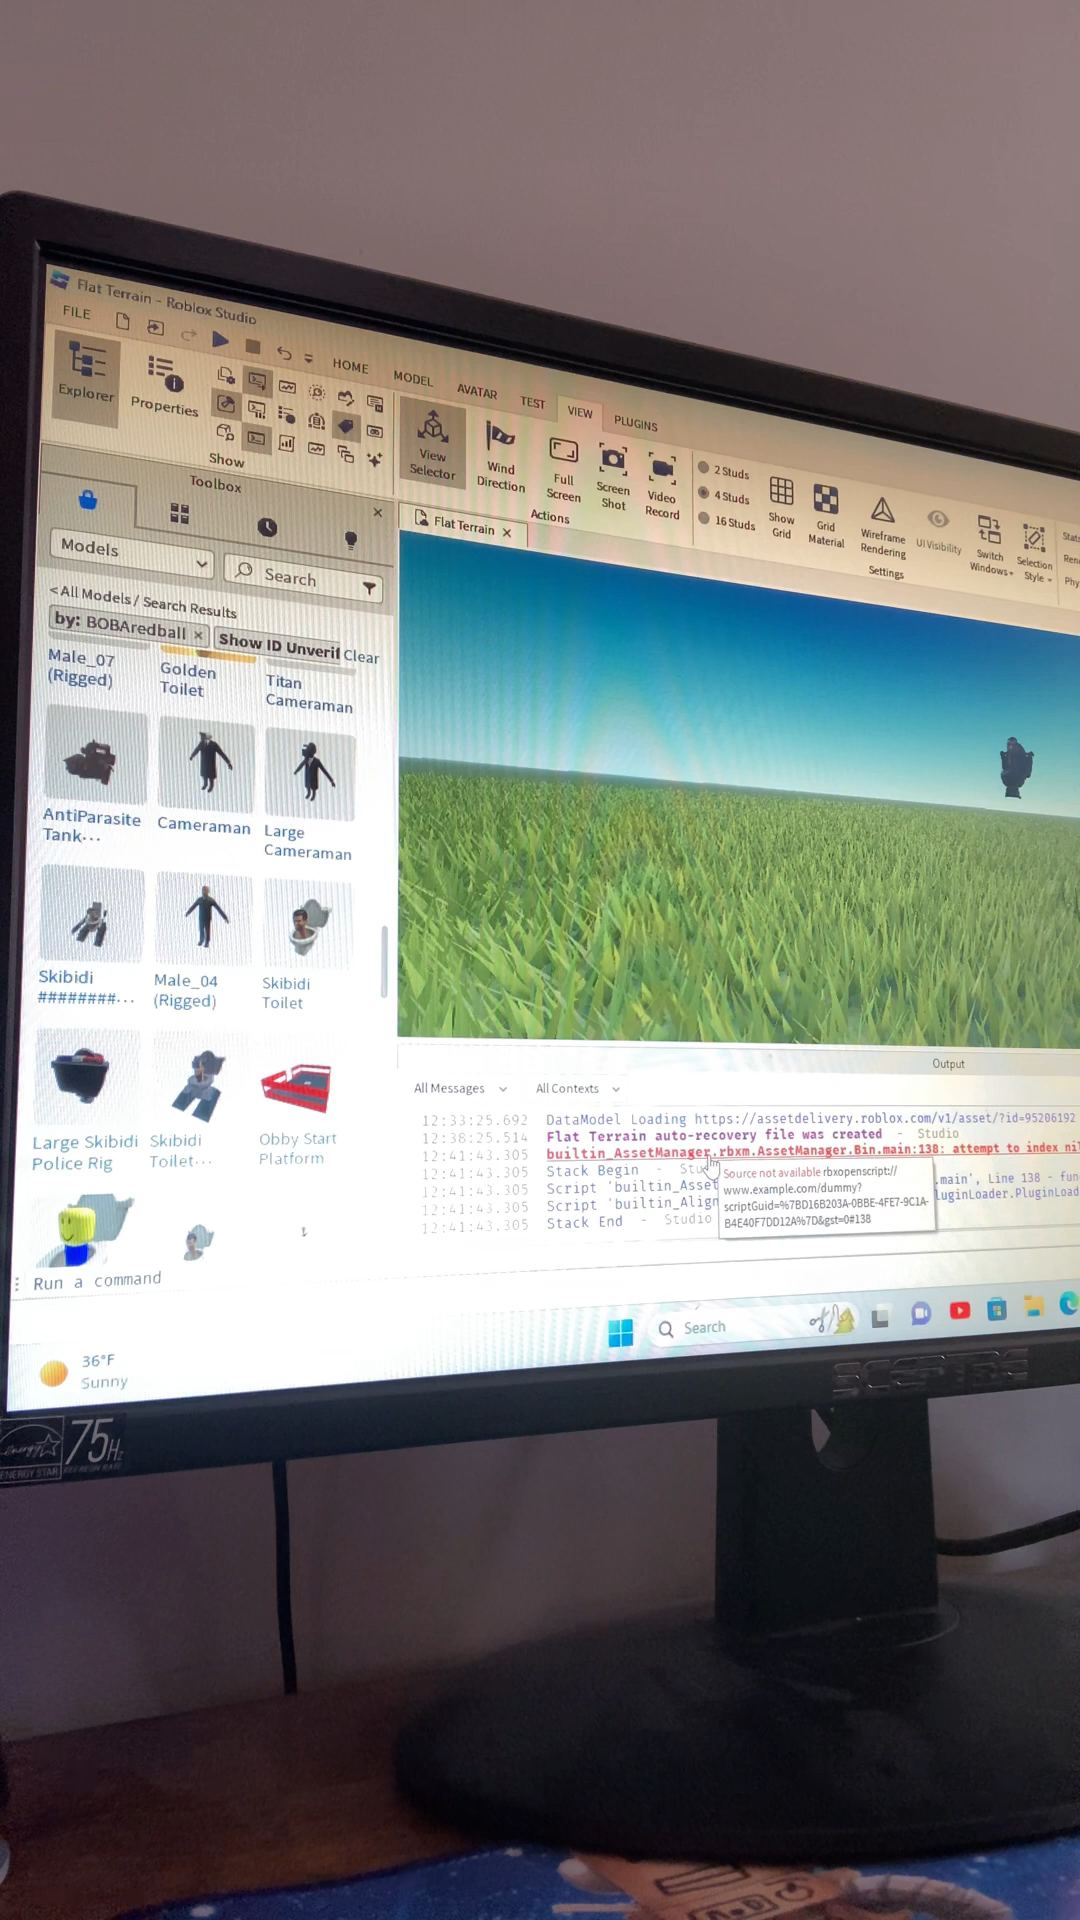 Flat Terrain - Roblox Studio
FILE
HOME
MODEL
AVATAR
TEST
VIEW
PLUGINS
Explorer
Properties
Show
View
Selector
Wind
Direction
Full
Screen
Screen
Shot
Video
Record
Actions
2 Studs
4 Studs
16 Studs
Show
Grid
Grid
Material
Wireframe
Rendering
UI Visibility
Switch
Windows
Selection
Style
Settings
Toolbox
Flat Terrain
Models
Search
<All Models / Search Results
by: BOBAredball
Show ID Unverif
Clear
Male_07
(Rigged)
Golden
Toilet
Titan
Cameraman
AntiParasite
Tank...
Cameraman
Large
Cameraman
Skibidi
########...
Male_04
(Rigged)
Skibidi
Toilet
Large Skibidi
Police Rig
Skibidi
Toilet...
Obby Start
Platform
Output
All Messages
All Contexts
12:33:25.692 DataModel Loading https://assetdelivery.roblox.com/v1/asset/?id=95206192
12:38:25.514 Flat Terrain auto-recovery file was created - Studio
12:41:43.305 builtin_AssetManager.rbxm.AssetManager.Bin.main:138: attempt to index nil
12:41:43.305 Stack Begin - Stu
12:41:43.305 Script 'builtin_Asset .main', Line 138 - fun
12:41:43.305 Script 'builtin_Align luginLoader.PluginLoad
12:41:43.305 Stack End - Studio
Source not available rbxopenscript://
www.example.com/dummy?
scriptGuid=%7BD16B203A-0BBE-4FE7-9C1A-
B4E40F7DD12A%7D&gst=0#138
Run a command
36°F
Sunny
Search
SCEPTRE
75Hz
ENERGY STAR